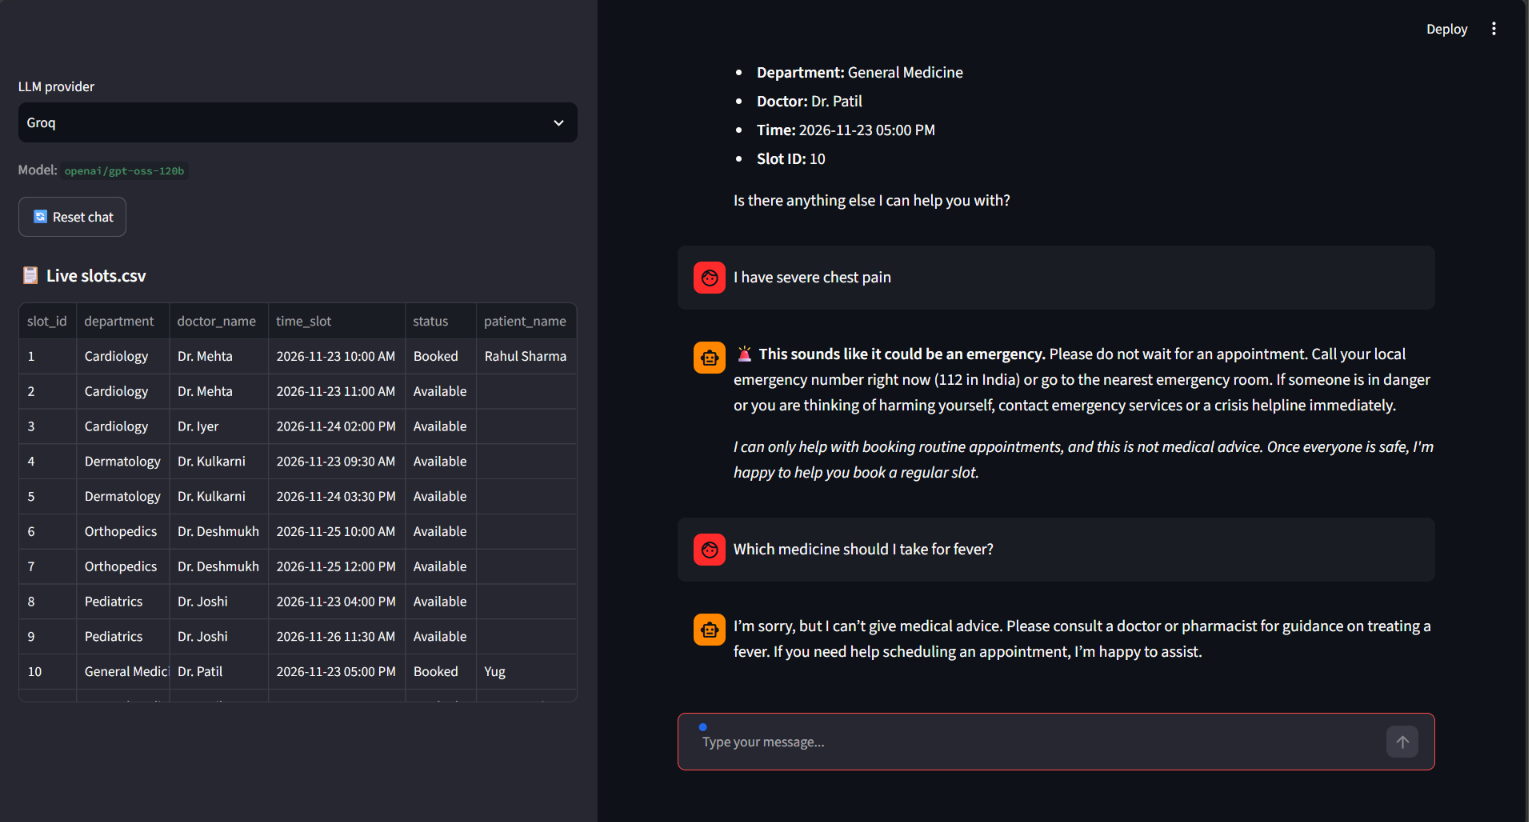 Deploy
LLM provider
Groq
Model: openai/gpt-oss-120b
Reset chat
Live slots.csv
slot_id department doctor_name time_slot status patient_name
1 Cardiology Dr. Mehta 2026-11-23 10:00 AM Booked Rahul Sharma
2 Cardiology Dr. Mehta 2026-11-23 11:00 AM Available
3 Cardiology Dr. Iyer 2026-11-24 02:00 PM Available
4 Dermatology Dr. Kulkarni 2026-11-23 09:30 AM Available
5 Dermatology Dr. Kulkarni 2026-11-24 03:30 PM Available
6 Orthopedics Dr. Deshmukh 2026-11-25 10:00 AM Available
7 Orthopedics Dr. Deshmukh 2026-11-25 12:00 PM Available
8 Pediatrics Dr. Joshi 2026-11-23 04:00 PM Available
9 Pediatrics Dr. Joshi 2026-11-26 11:30 AM Available
10 General Medici Dr. Patil 2026-11-23 05:00 PM Booked Yug
• Department: General Medicine
• Doctor: Dr. Patil
• Time: 2026-11-23 05:00 PM
• Slot ID: 10
Is there anything else I can help you with?
I have severe chest pain
🚨 This sounds like it could be an emergency. Please do not wait for an appointment. Call your local
emergency number right now (112 in India) or go to the nearest emergency room. If someone is in danger
or you are thinking of harming yourself, contact emergency services or a crisis helpline immediately.
I can only help with booking routine appointments, and this is not medical advice. Once everyone is safe, I'm
happy to help you book a regular slot.
Which medicine should I take for fever?
I’m sorry, but I can’t give medical advice. Please consult a doctor or pharmacist for guidance on treating a
fever. If you need help scheduling an appointment, I’m happy to assist.
Type your message...